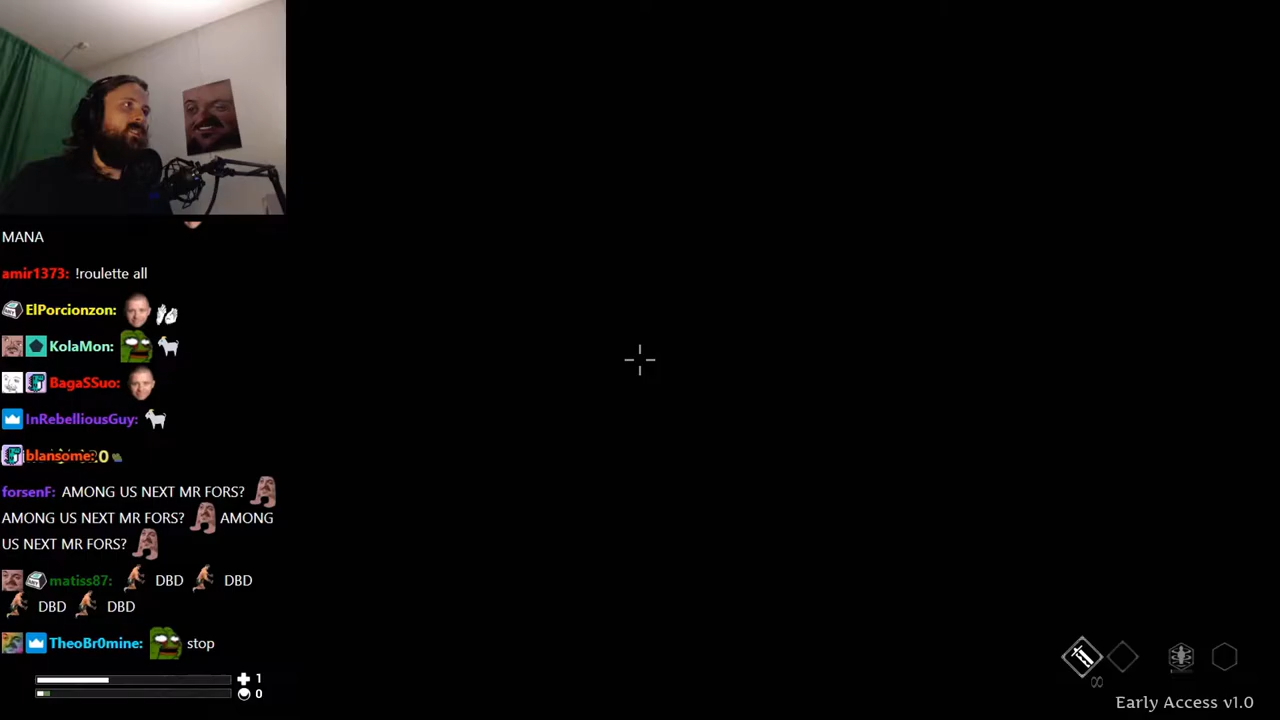 MANA
amir1373: !roulette all
ElPorcionzon:
KolaMon:
BagaSSuo:
InRebelliousGuy:
blansome:
forsenF: AMONG US NEXT MR FORS?
AMONG US NEXT MR FORS? AMONG
US NEXT MR FORS?
matiss87: DBD DBD
DBD DBD
TheoBr0mine: stop
1
0
∞
Early Access v1.0